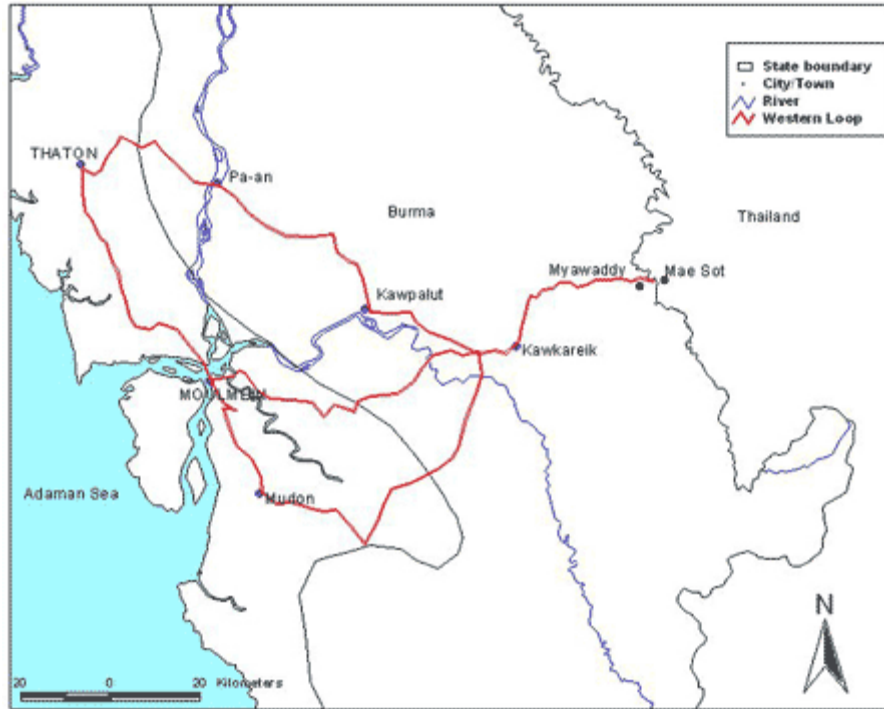 State boundary
City/Town
River
Western Loop
THATON
Pa-an
Burma
Thailand
Myawaddy
Mae Sot
Kawpalut
Kawkareik
MOULMEIN
Adaman Sea
Mudon
N
20 0 20 Kilometers